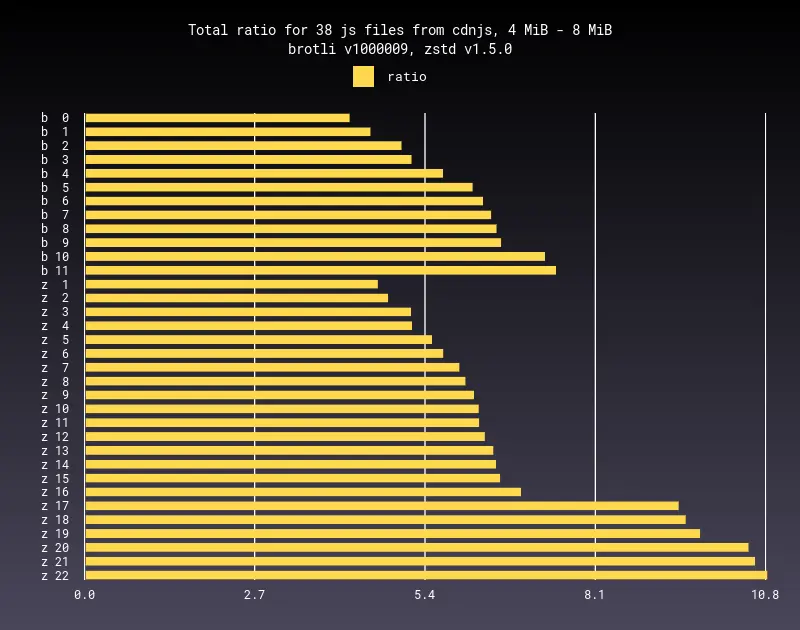 Total ratio for 38 js files from cdnjs, 4 MiB - 8 MiB
brotli v1000009, zstd v1.5.0
ratio
b 0
b 1
b 2
b 3
b 4
b 5
b 6
b 7
b 8
b 9
b 10
b 11
z 1
z 2
z 3
z 4
z 5
z 6
z 7
z 8
z 9
z 10
z 11
z 12
z 13
z 14
z 15
z 16
z 17
z 18
z 19
z 20
z 21
z 22
0.0 2.7 5.4 8.1 10.8